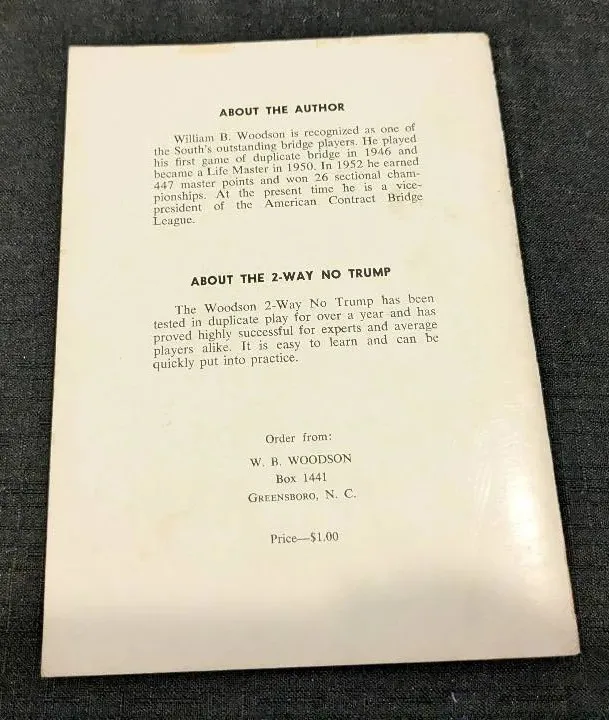 ABOUT THE AUTHOR
William B. Woodson is recognized as one of
the South's outstanding bridge players. He played
his first game of duplicate bridge in 1946 and
became a Life Master in 1950. In 1952 he earned
447 master points and won 26 sectional cham-
pionships. At the present time he is a vice-
president of the American Contract Bridge
League.
ABOUT THE 2-WAY NO TRUMP
The Woodson 2-Way No Trump has been
tested in duplicate play for over a year and has
proved highly successful for experts and average
players alike. It is easy to learn and can be
quickly put into practice.
Order from:
W. B. WOODSON
Box 1441
GREENSBORO, N. C.
Price—$1.00